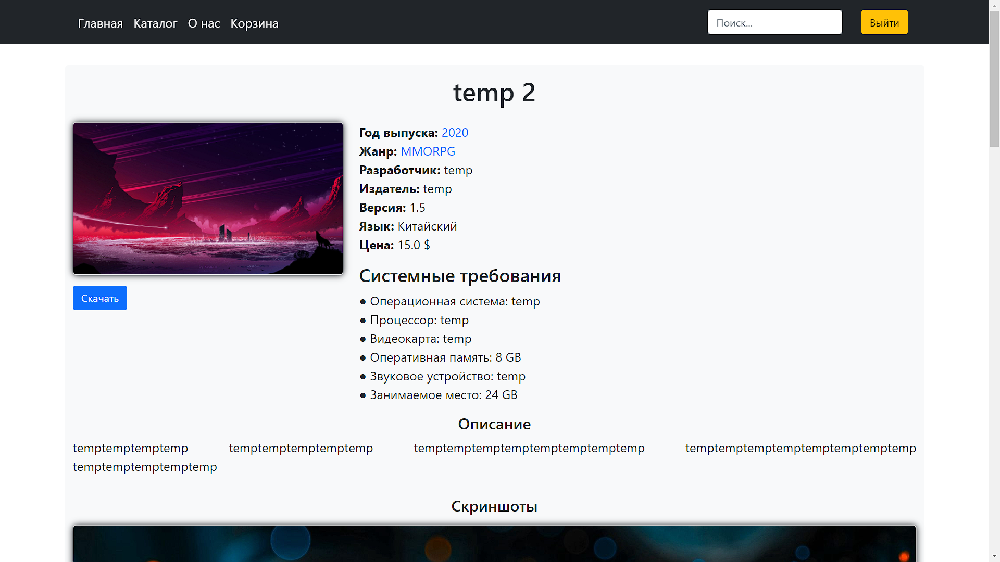 Главная Каталог О нас Корзина Поиск... Выйти
temp 2
Год выпуска: 2020
Жанр: MMORPG
Разработчик: temp
Издатель: temp
Версия: 1.5
Язык: Китайский
Цена: 15.0 $
Скачать
Системные требования
● Операционная система: temp
● Процессор: temp
● Видеокарта: temp
● Оперативная память: 8 GB
● Звуковое устройство: temp
● Занимаемое место: 24 GB
Описание
temptemptemptemp temptemptemptemptemp temptemptemptemptemptemptemptemp temptemptemptemptemptemptemptemp
temptemptemptemptemp
Скриншоты